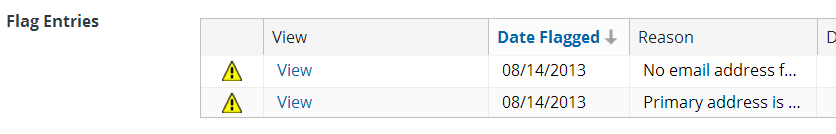 Flag Entries
View Date Flagged Reason D
View 08/14/2013 No email address f...
View 08/14/2013 Primary address is ...